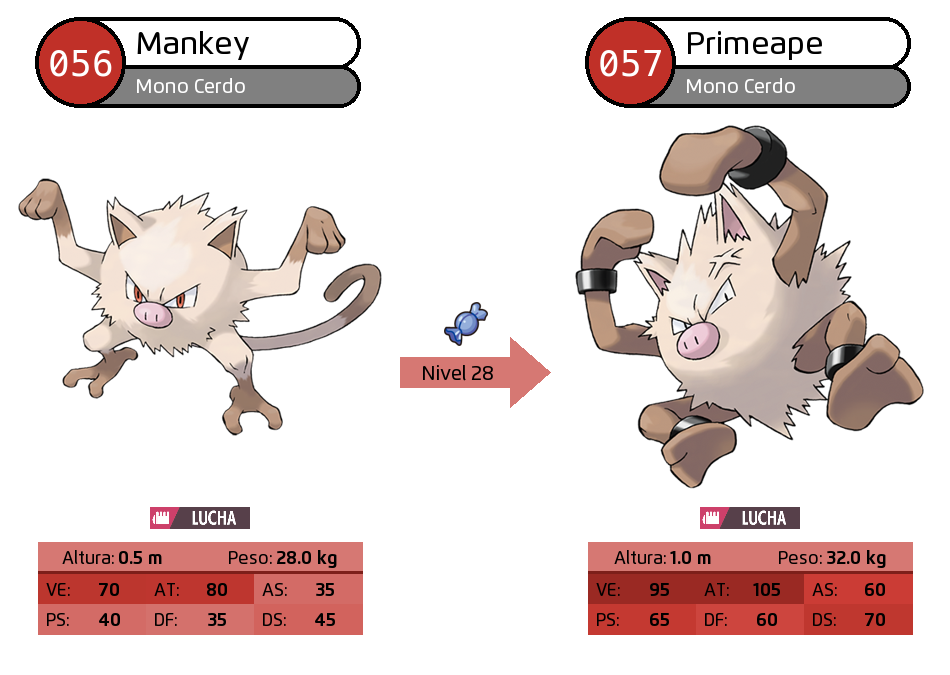 056
Mankey
Mono Cerdo
057
Primeape
Mono Cerdo
Nivel 28
LUCHA
LUCHA
Altura: 0.5 m Peso: 28.0 kg
VE: 70 AT: 80 AS: 35
PS: 40 DF: 35 DS: 45
Altura: 1.0 m Peso: 32.0 kg
VE: 95 AT: 105 AS: 60
PS: 65 DF: 60 DS: 70